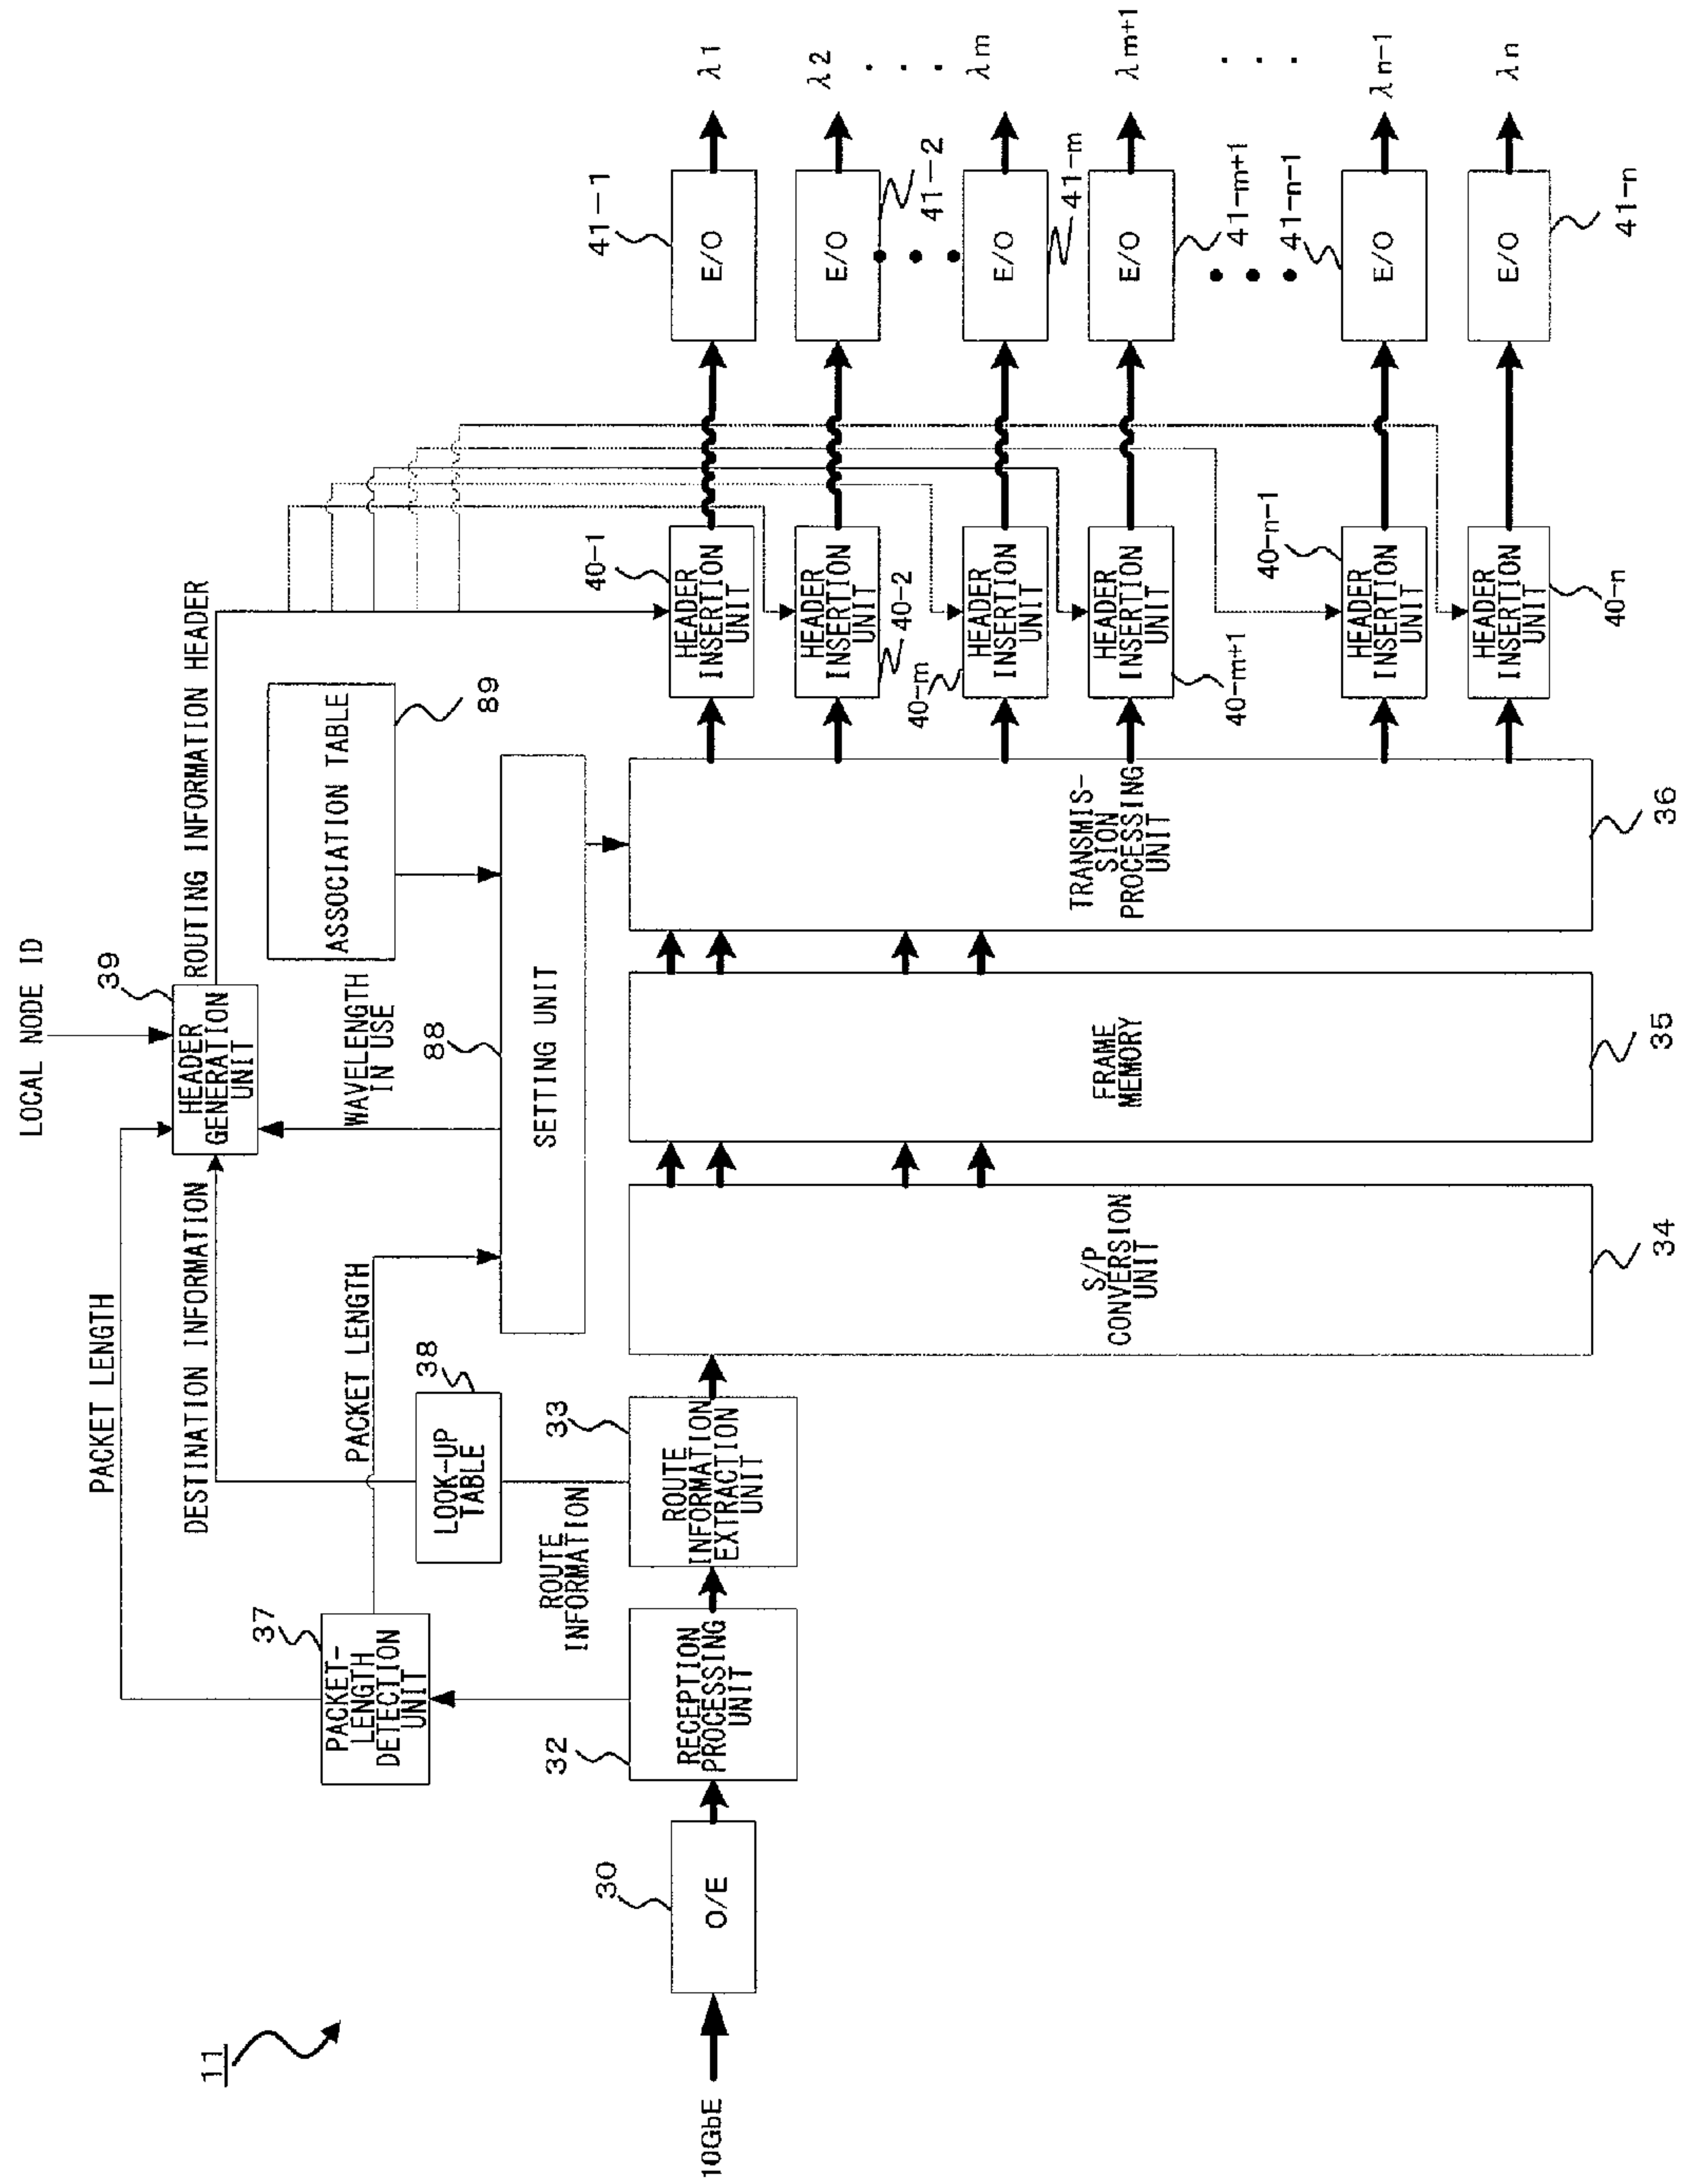 11
10GbE
O/E
30
RECEPTION
PROCESSING
UNIT
32
ROUTE
INFORMATION
EXTRACTION
UNIT
33
ROUTE
INFORMATION
PACKET-
LENGTH
DETECTION
UNIT
37
LOOK-UP
TABLE
38
PACKET LENGTH
DESTINATION INFORMATION
PACKET LENGTH
LOCAL NODE ID
HEADER
GENERATION
UNIT
39
WAVELENGTH
IN USE
ROUTING INFORMATION HEADER
ASSOCIATION TABLE
89
SETTING UNIT
88
S/P
CONVERSION
UNIT
34
FRAME
MEMORY
35
TRANSMIS-
SION
PROCESSING
UNIT
36
HEADER
INSERTION
UNIT
40-1
HEADER
INSERTION
UNIT
40-2
HEADER
INSERTION
UNIT
40-m
HEADER
INSERTION
UNIT
40-m+1
HEADER
INSERTION
UNIT
40-n-1
HEADER
INSERTION
UNIT
40-n
E/O
41-1
E/O
41-2
E/O
41-m
E/O
41-m+1
E/O
41-n-1
E/O
41-n
λ1
λ2
λm
λm+1
λn-1
λn